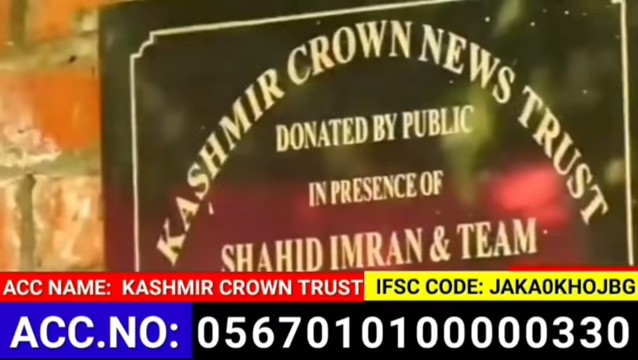 KASHMIR CROWN NEWS TRUST
DONATED BY PUBLIC
IN PRESENCE OF
SHAHID IMRAN & TEAM
ACC NAME: KASHMIR CROWN TRUST IFSC CODE: JAKA0KHOJBG
ACC.NO: 0567010100000330